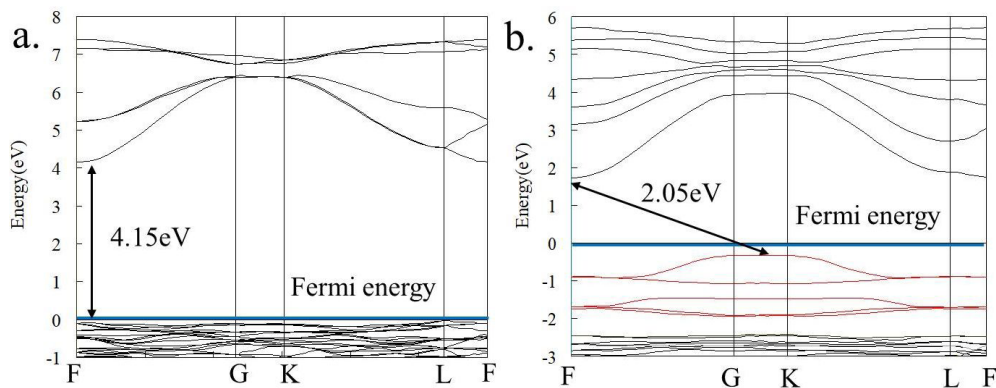 a.
8
7
6
5
4
3
2
1
0
-1
Energy(eV)
4.15eV
Fermi energy
F G K L F
b.
6
5
4
3
2
1
0
-1
-2
-3
Energy(eV)
2.05eV
Fermi energy
F G K L F